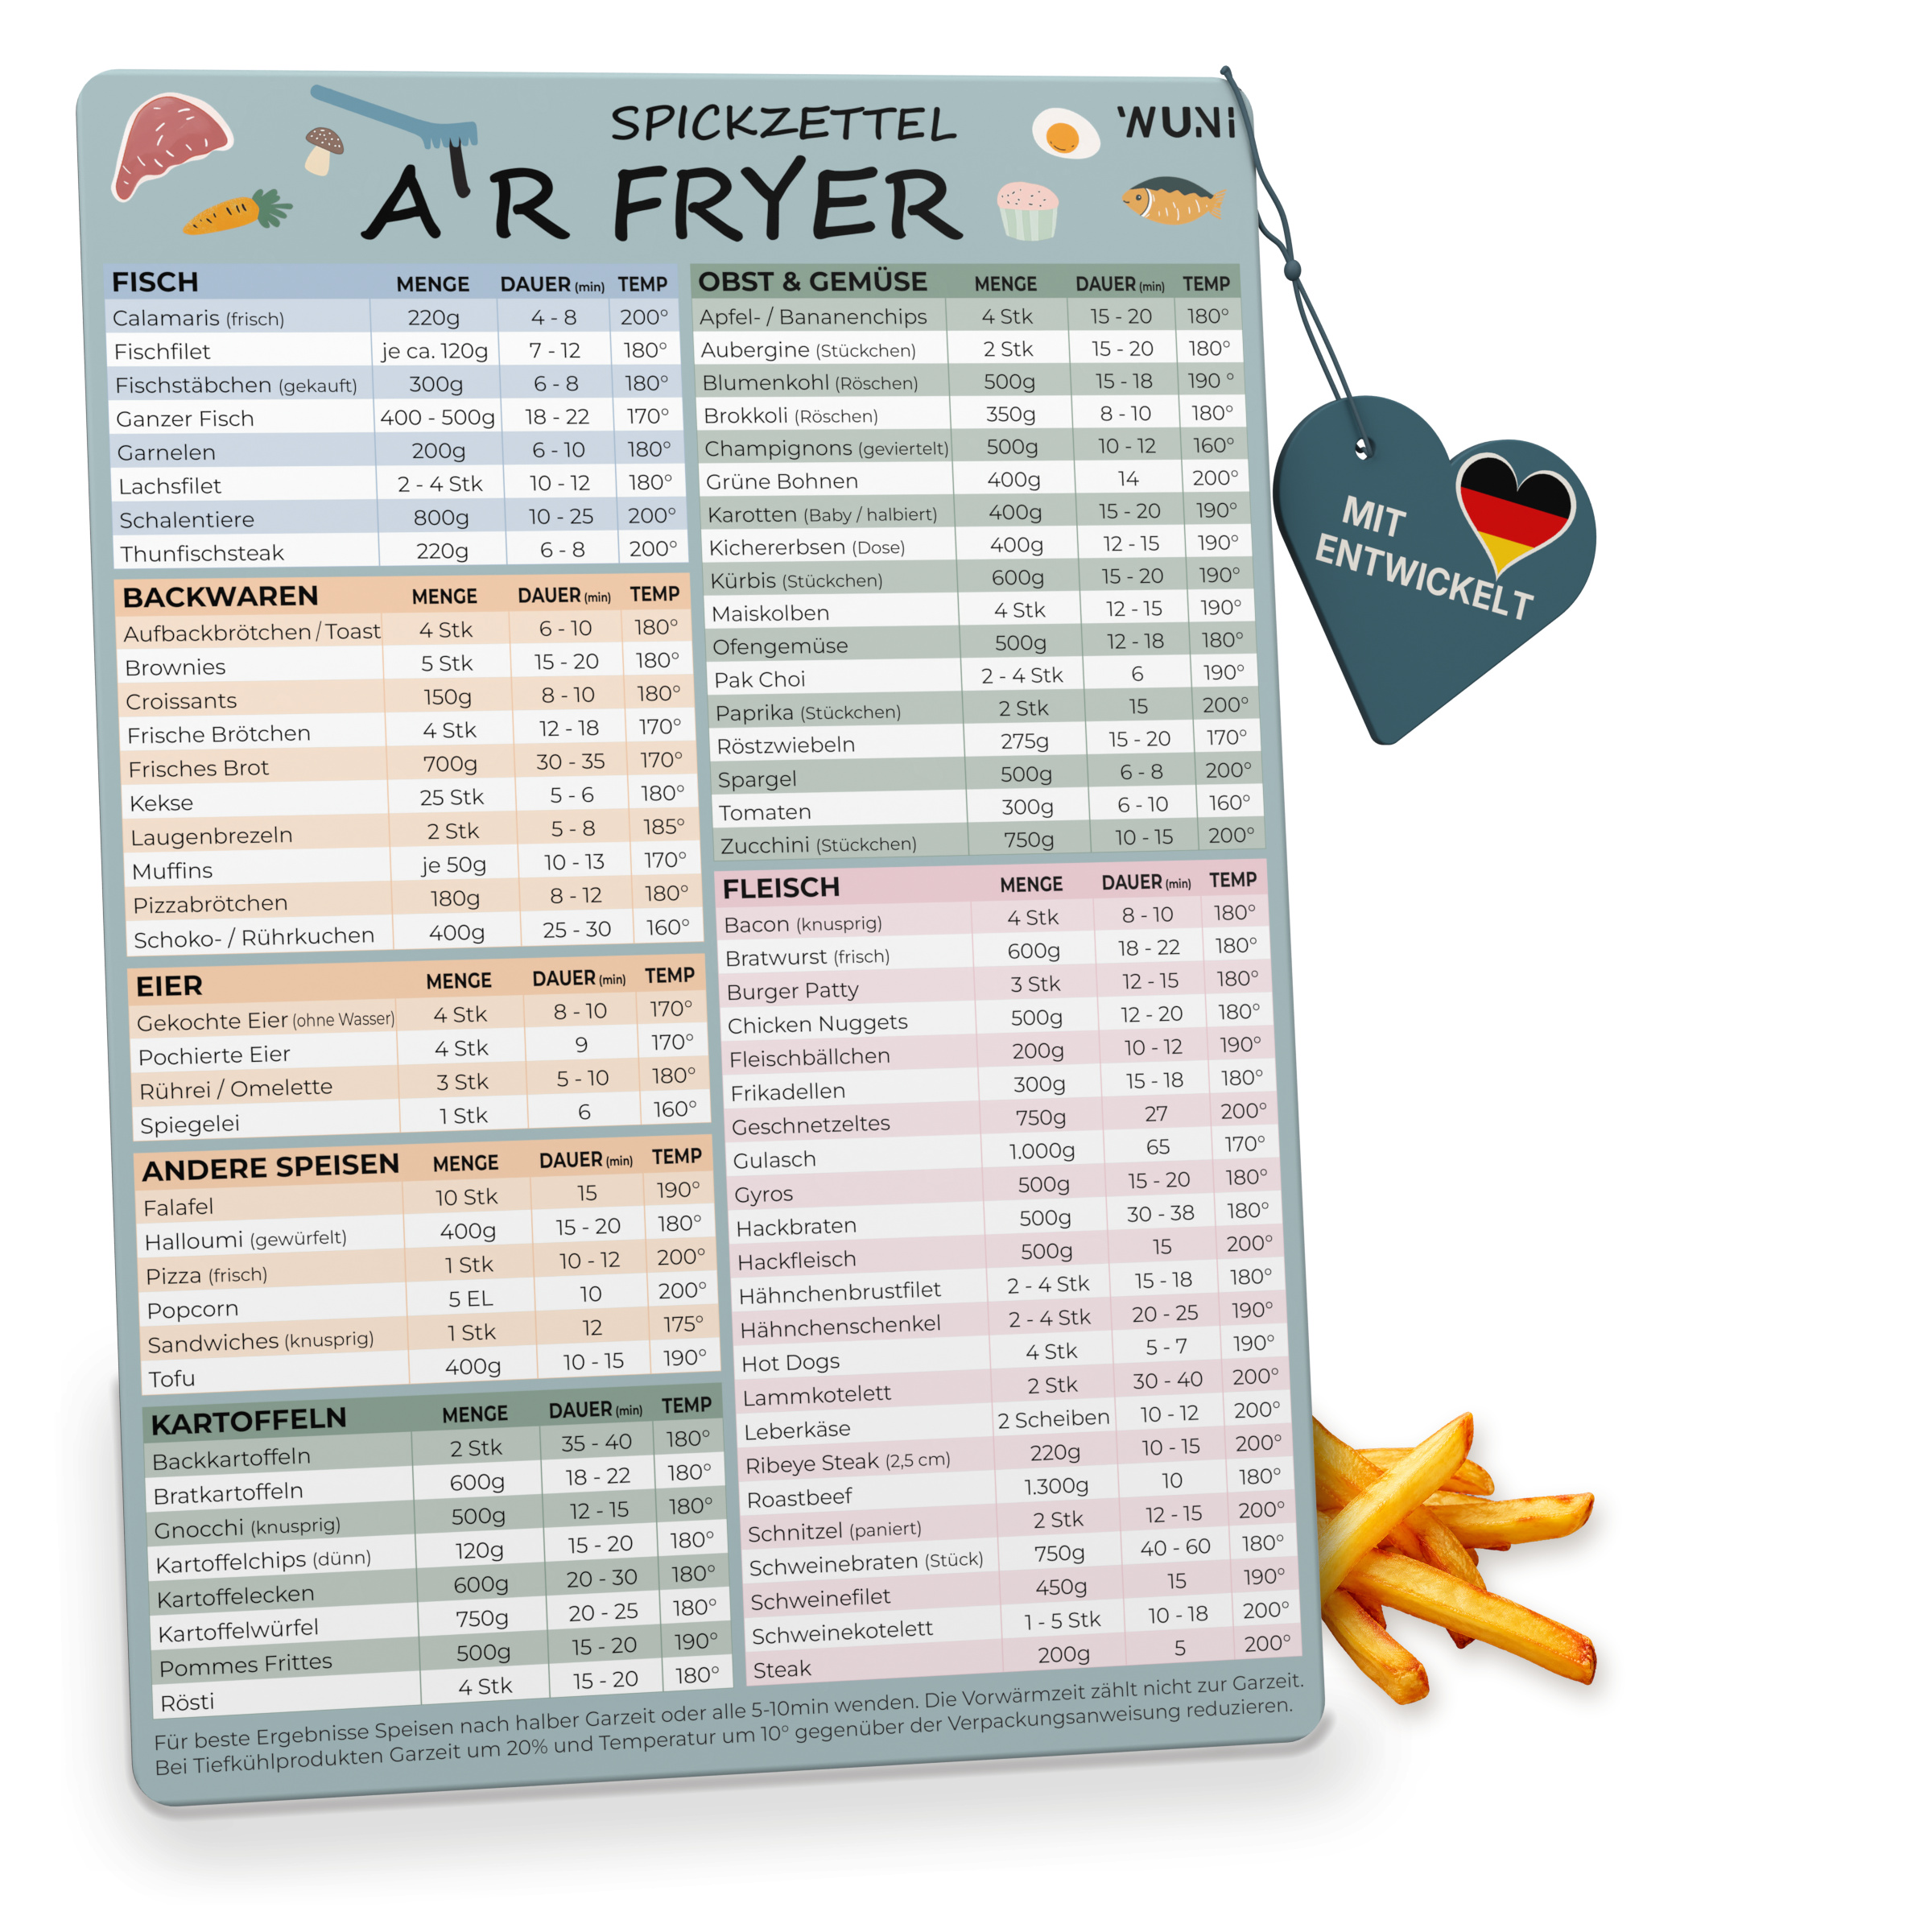 SPICKZETTEL
AIR FRYER
WUNi
FISCH MENGE DAUER (min) TEMP
Calamaris (frisch) 220g 4 - 8 200°
Fischfilet je ca. 120g 7 - 12 180°
Fischstäbchen (gekauft) 300g 6 - 8 180°
Ganzer Fisch 400 - 500g 18 - 22 170°
Garnelen 200g 6 - 10 180°
Lachsfilet 2 - 4 Stk 10 - 12 180°
Schalentiere 800g 10 - 25 200°
Thunfischsteak 220g 6 - 8 200°
BACKWAREN MENGE DAUER (min) TEMP
Aufbackbrötchen / Toast 4 Stk 6 - 10 180°
Brownies 5 Stk 15 - 20 180°
Croissants 150g 8 - 10 180°
Frische Brötchen 4 Stk 12 - 18 170°
Frisches Brot 700g 30 - 35 170°
Kekse 25 Stk 5 - 6 180°
Laugenbrezeln 2 Stk 5 - 8 185°
Muffins je 50g 10 - 13 170°
Pizzabrötchen 180g 8 - 12 180°
Schoko- / Rührkuchen 400g 25 - 30 160°
EIER MENGE DAUER (min) TEMP
Gekochte Eier (ohne Wasser) 4 Stk 8 - 10 170°
Pochierte Eier 4 Stk 9 170°
Rührei / Omelette 3 Stk 5 - 10 180°
Spiegelei 1 Stk 6 160°
ANDERE SPEISEN MENGE DAUER (min) TEMP
Falafel 10 Stk 15 190°
Halloumi (gewürfelt) 400g 15 - 20 180°
Pizza (frisch) 1 Stk 10 - 12 200°
Popcorn 5 EL 10 200°
Sandwiches (knusprig) 1 Stk 12 175°
Tofu 400g 10 - 15 190°
KARTOFFELN MENGE DAUER (min) TEMP
Backkartoffeln 2 Stk 35 - 40 180°
Bratkartoffeln 600g 18 - 22 180°
Gnocchi (knusprig) 500g 12 - 15 180°
Kartoffelchips (dünn) 120g 15 - 20 180°
Kartoffelecken 600g 20 - 30 180°
Kartoffelwürfel 750g 20 - 25 180°
Pommes Frittes 500g 15 - 20 190°
Rösti 4 Stk 15 - 20 180°
OBST & GEMÜSE MENGE DAUER (min) TEMP
Apfel- / Bananenchips 4 Stk 15 - 20 180°
Aubergine (Stückchen) 2 Stk 15 - 20 180°
Blumenkohl (Röschen) 500g 15 - 18 190 °
Brokkoli (Röschen) 350g 8 - 10 180°
Champignons (geviertelt) 500g 10 - 12 160°
Grüne Bohnen 400g 14 200°
Karotten (Baby / halbiert) 400g 15 - 20 190°
Kichererbsen (Dose) 400g 12 - 15 190°
Kürbis (Stückchen) 600g 15 - 20 190°
Maiskolben 4 Stk 12 - 15 190°
Ofengemüse 500g 12 - 18 180°
Pak Choi 2 - 4 Stk 6 190°
Paprika (Stückchen) 2 Stk 15 200°
Röstzwiebeln 275g 15 - 20 170°
Spargel 500g 6 - 8 200°
Tomaten 300g 6 - 10 160°
Zucchini (Stückchen) 750g 10 - 15 200°
FLEISCH MENGE DAUER (min) TEMP
Bacon (knusprig) 4 Stk 8 - 10 180°
Bratwurst (frisch) 600g 18 - 22 180°
Burger Patty 3 Stk 12 - 15 180°
Chicken Nuggets 500g 12 - 20 180°
Fleischbällchen 200g 10 - 12 190°
Frikadellen 300g 15 - 18 180°
Geschnetzeltes 750g 27 200°
Gulasch 1.000g 65 170°
Gyros 500g 15 - 20 180°
Hackbraten 500g 30 - 38 180°
Hackfleisch 500g 15 200°
Hähnchenbrustfilet 2 - 4 Stk 15 - 18 180°
Hähnchenschenkel 2 - 4 Stk 20 - 25 190°
Hot Dogs 4 Stk 5 - 7 190°
Lammkotelett 2 Stk 30 - 40 200°
Leberkäse 2 Scheiben 10 - 12 200°
Ribeye Steak (2,5 cm) 220g 10 - 15 200°
Roastbeef 1.300g 10 180°
Schnitzel (paniert) 2 Stk 12 - 15 200°
Schweinebraten (Stück) 750g 40 - 60 180°
Schweinefilet 450g 15 190°
Schweinekotelett 1 - 5 Stk 10 - 18 200°
Steak 200g 5 200°
Für beste Ergebnisse Speisen nach halber Garzeit oder alle 5-10min wenden. Die Vorwärmzeit zählt nicht zur Garzeit.
Bei Tiefkühlprodukten Garzeit um 20% und Temperatur um 10° gegenüber der Verpackungsanweisung reduzieren.
MIT
ENTWICKELT